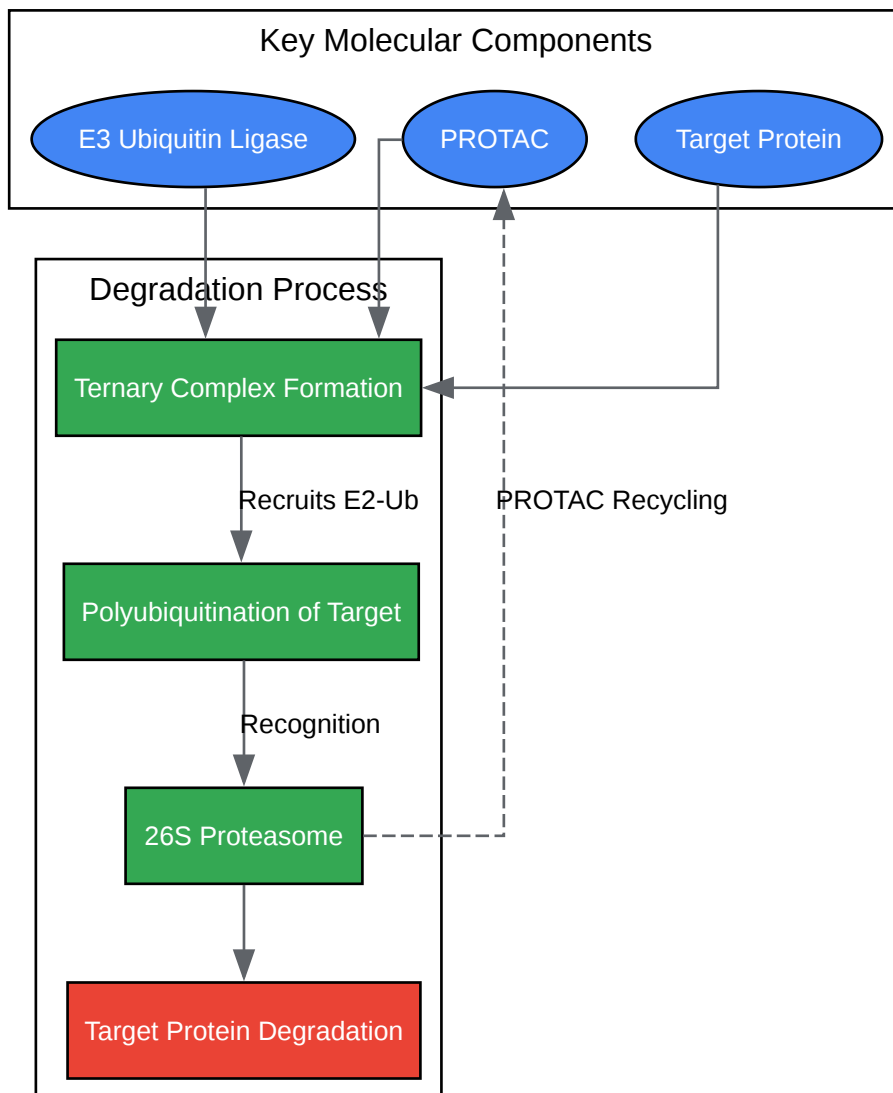 Key Molecular Components
E3 Ubiquitin Ligase
PROTAC
Target Protein
Degradation Process
Ternary Complex Formation
Recruits E2-Ub
PROTAC Recycling
Polyubiquitination of Target
Recognition
26S Proteasome
Target Protein Degradation